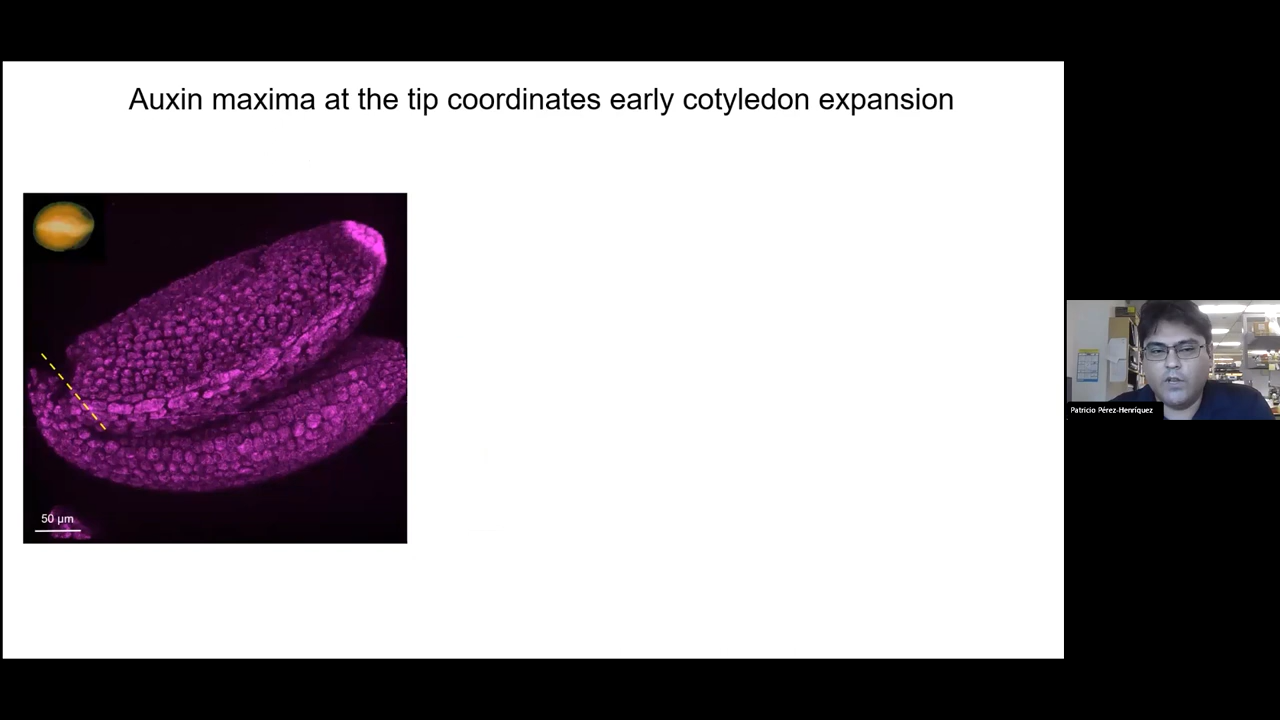 Auxin maxima at the tip coordinates early cotyledon expansion
50 µm
Patricio Pérez-Henríquez